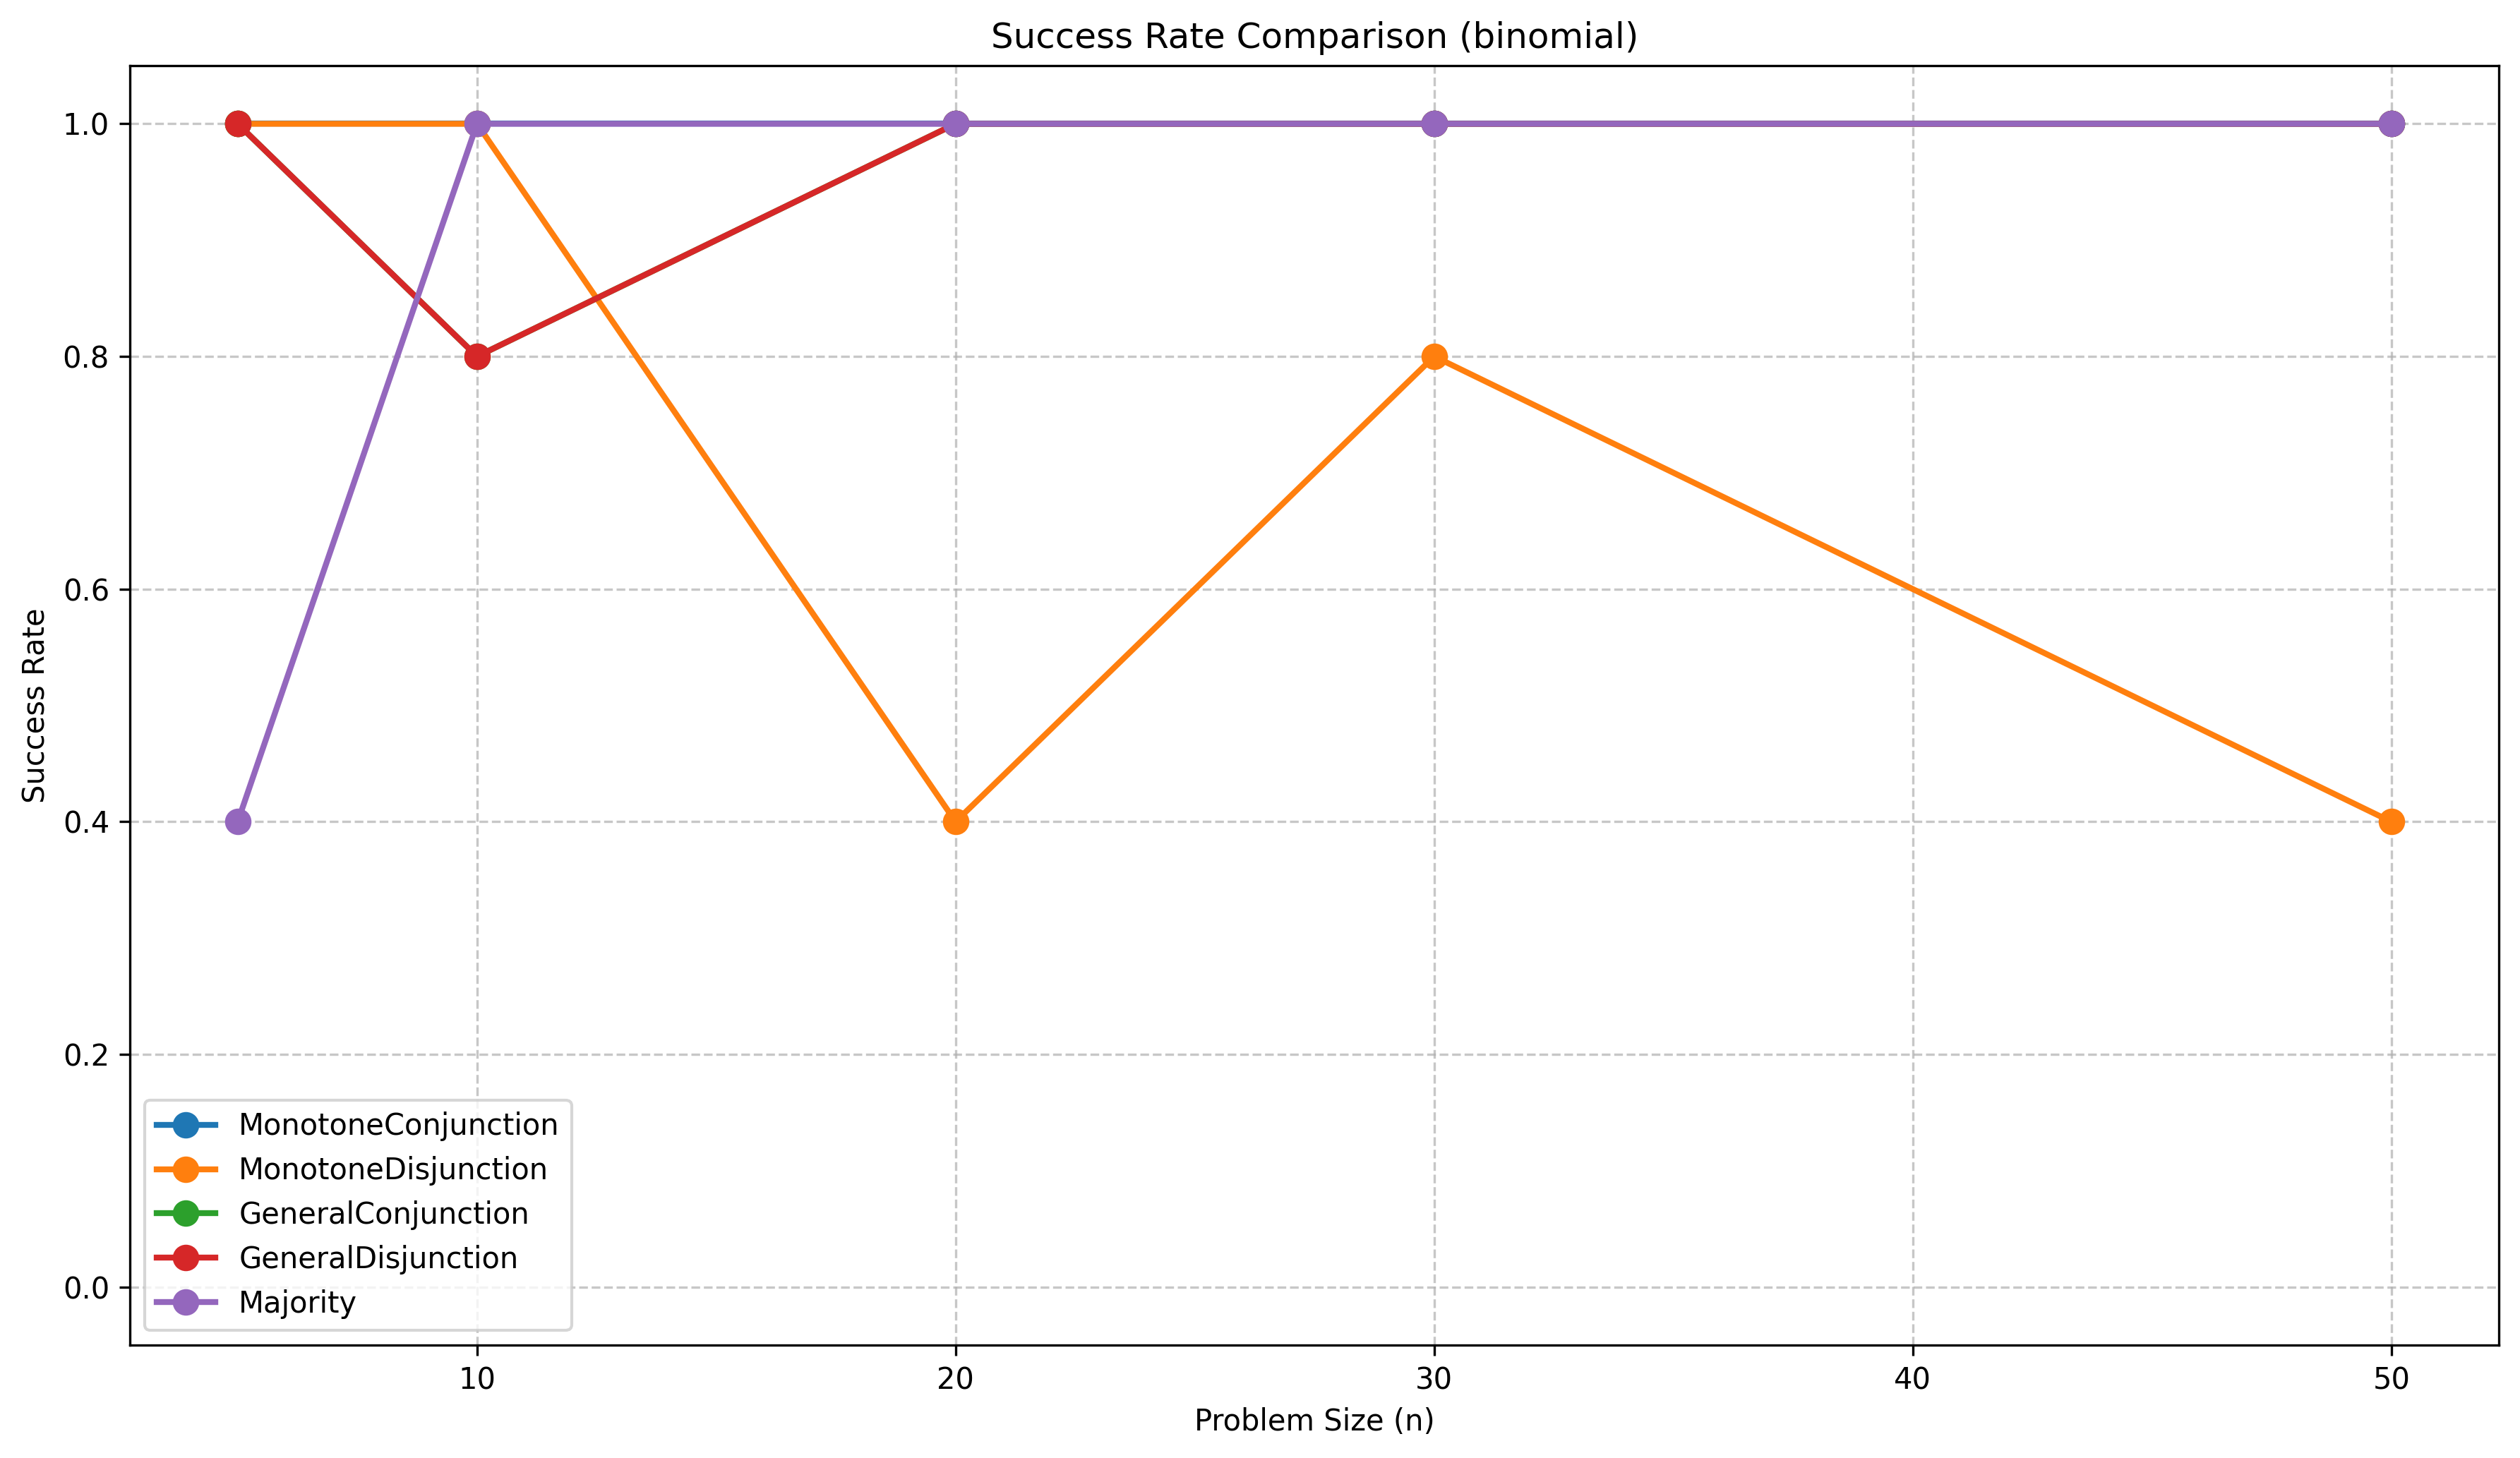 Success Rate Comparison (binomial)
1.0
0.8
0.6
0.4
0.2
0.0
Success Rate
MonotoneConjunction
MonotoneDisjunction
GeneralConjunction
GeneralDisjunction
Majority
10 20 30 40 50
Problem Size (n)